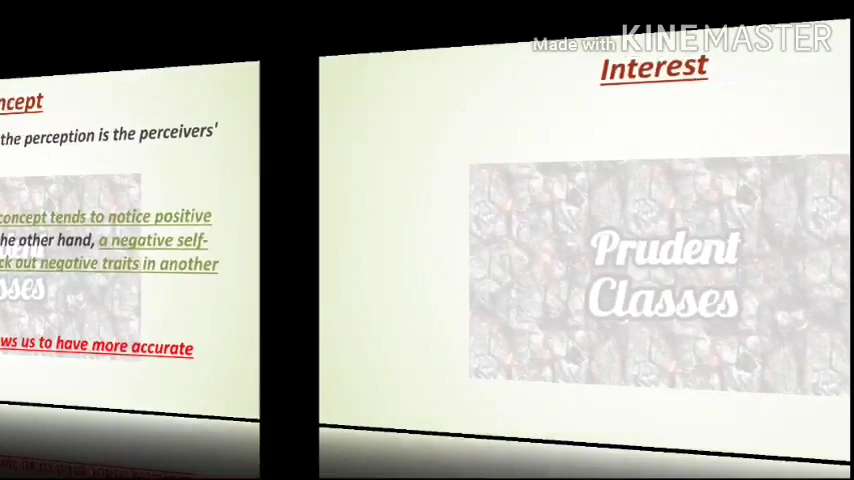 Made with KINEMASTER
ncept
the perception is the perceivers'
concept tends to notice positive
he other hand, a negative self-
ck out negative traits in another
ws us to have more accurate
Interest
Prudent
Classes
sses